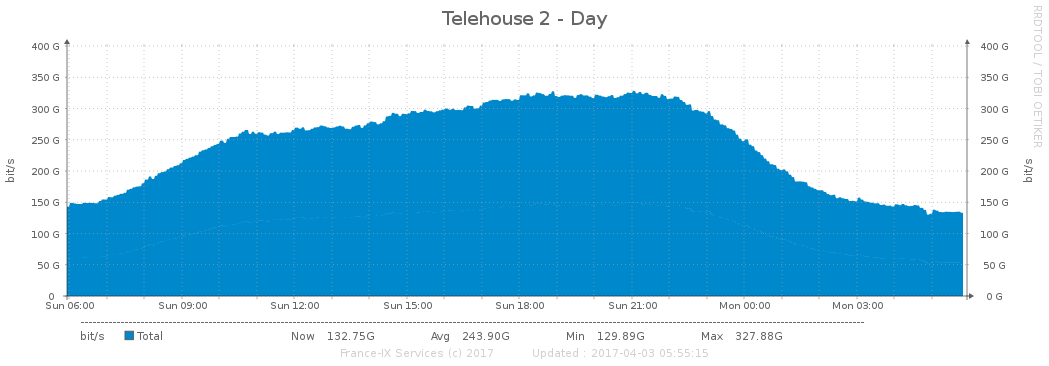 Telehouse 2 - Day
RRDTOOL / TOBI OETIKER
400 G 400 G
350 G 350 G
300 G 300 G
250 G 250 G
200 G 200 G
150 G 150 G
100 G 100 G
50 G 50 G
0 0 G
bit/s bit/s
Sun 06:00 Sun 09:00 Sun 12:00 Sun 15:00 Sun 18:00 Sun 21:00 Mon 00:00 Mon 03:00
bit/s Total Now 132.75G Avg 243.90G Min 129.89G Max 327.88G
France-IX Services (c) 2017 Updated : 2017-04-03 05:55:15